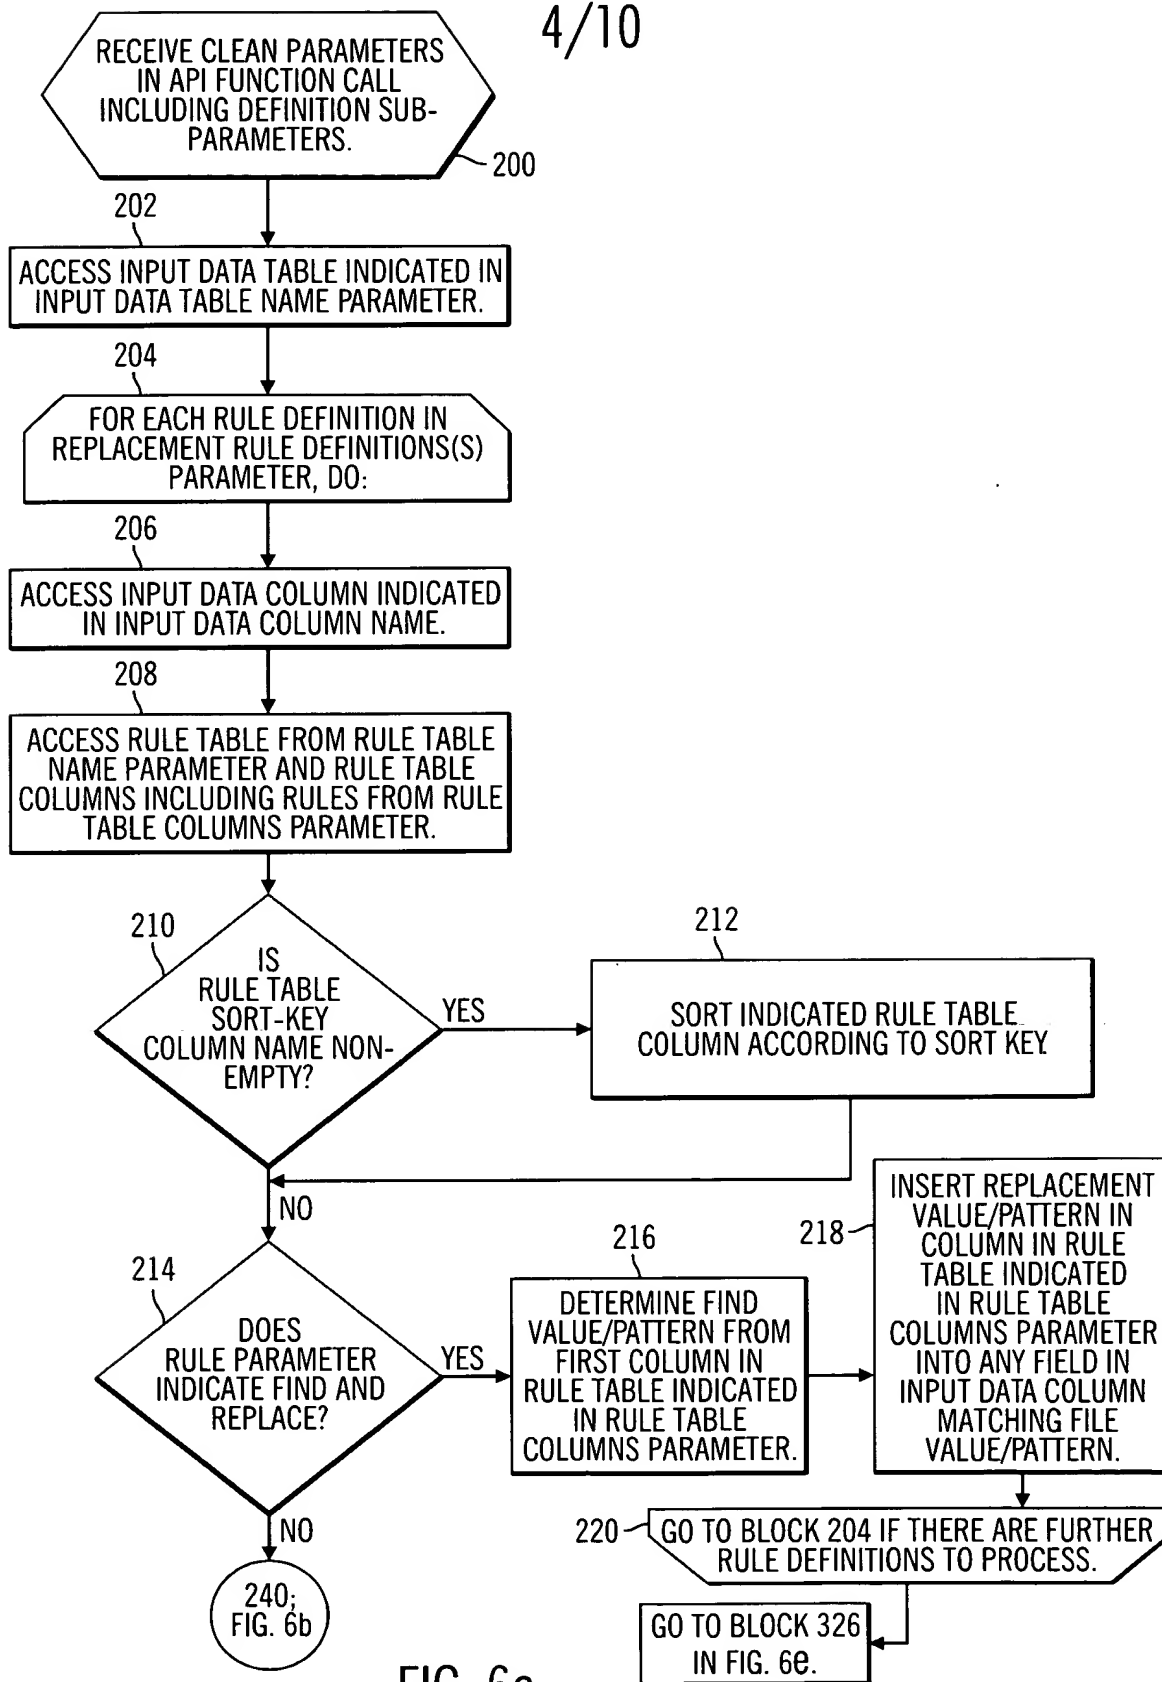 4/10
RECEIVE CLEAN PARAMETERS
IN API FUNCTION CALL
INCLUDING DEFINITION SUB-
PARAMETERS.
200
202
ACCESS INPUT DATA TABLE INDICATED IN
INPUT DATA TABLE NAME PARAMETER.
204
FOR EACH RULE DEFINITION IN
REPLACEMENT RULE DEFINITIONS(S)
PARAMETER, DO:
206
ACCESS INPUT DATA COLUMN INDICATED
IN INPUT DATA COLUMN NAME.
208
ACCESS RULE TABLE FROM RULE TABLE
NAME PARAMETER AND RULE TABLE
COLUMNS INCLUDING RULES FROM RULE
TABLE COLUMNS PARAMETER.
210
IS
RULE TABLE
SORT-KEY
COLUMN NAME NON-
EMPTY?
YES
212
SORT INDICATED RULE TABLE
COLUMN ACCORDING TO SORT KEY
NO
214
DOES
RULE PARAMETER
INDICATE FIND AND
REPLACE?
YES
216
DETERMINE FIND
VALUE/PATTERN FROM
FIRST COLUMN IN
RULE TABLE INDICATED
IN RULE TABLE
COLUMNS PARAMETER.
218
INSERT REPLACEMENT
VALUE/PATTERN IN
COLUMN IN RULE
TABLE INDICATED
IN RULE TABLE
COLUMNS PARAMETER
INTO ANY FIELD IN
INPUT DATA COLUMN
MATCHING FILE
VALUE/PATTERN.
220
GO TO BLOCK 204 IF THERE ARE FURTHER
RULE DEFINITIONS TO PROCESS.
NO
240;
FIG. 6b
GO TO BLOCK 326
IN FIG. 6e.
FIG.